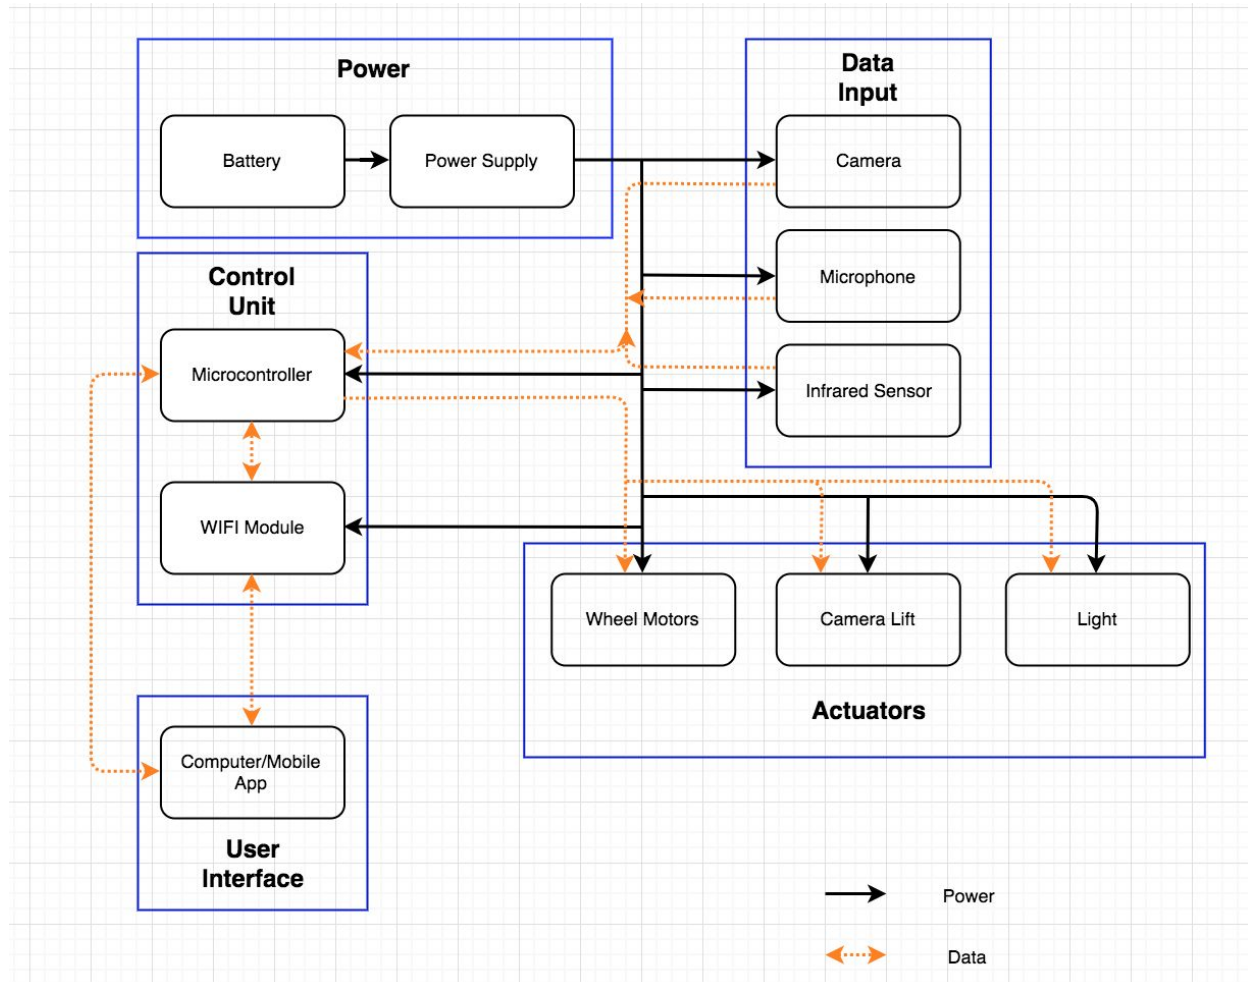 Power
Battery
Power Supply
Data
Input
Camera
Microphone
Infrared Sensor
Control
Unit
Microcontroller
WIFI Module
Wheel Motors
Camera Lift
Light
Actuators
Computer/Mobile
App
User
Interface
Power
Data